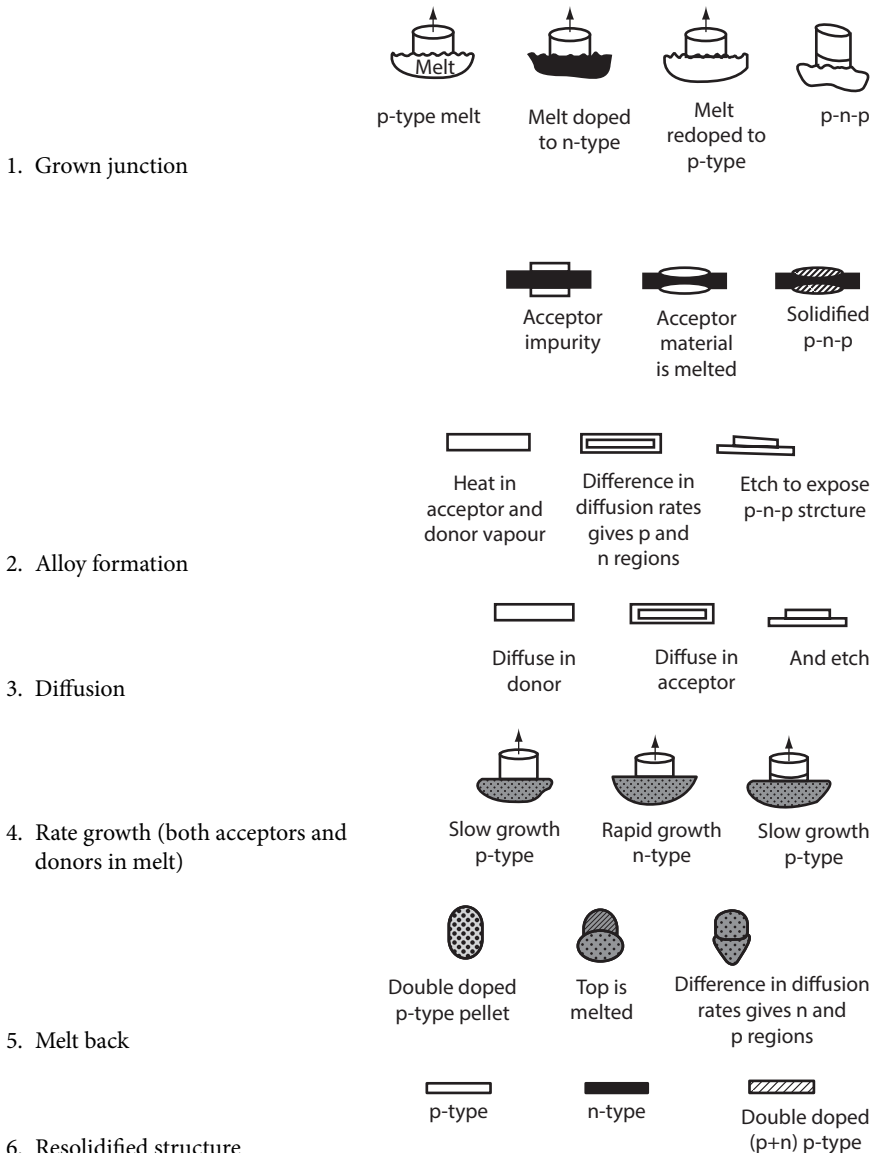 Melt
p-type melt
Melt doped
to n-type
Melt
redoped to
p-type
p-n-p
1. Grown junction
Acceptor
impurity
Acceptor
material
is melted
Solidified
p-n-p
Heat in
acceptor and
donor vapour
Difference in
diffusion rates
gives p and
n regions
Etch to expose
p-n-p strcture
2. Alloy formation
Diffuse in
donor
Diffuse in
acceptor
And etch
3. Diffusion
Slow growth
p-type
Rapid growth
n-type
Slow growth
p-type
4. Rate growth (both acceptors and
donors in melt)
Double doped
p-type pellet
Top is
melted
Difference in diffusion
rates gives n and
p regions
5. Melt back
p-type
n-type
Double doped
(p+n) p-type
6. Resolidified structure